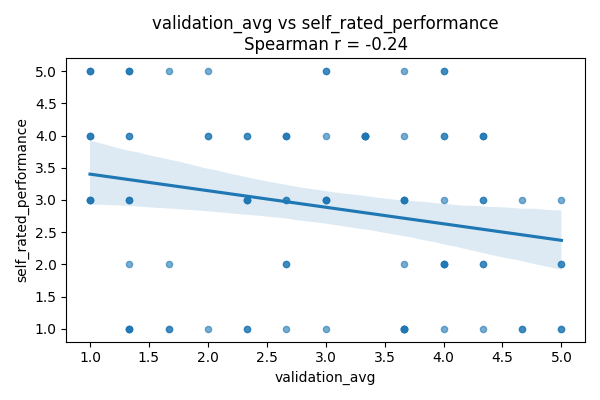 validation_avg vs self_rated_performance
Spearman r = -0.24
self_rated_performance
5.0
4.5
4.0
3.5
3.0
2.5
2.0
1.5
1.0
1.0 1.5 2.0 2.5 3.0 3.5 4.0 4.5 5.0
validation_avg